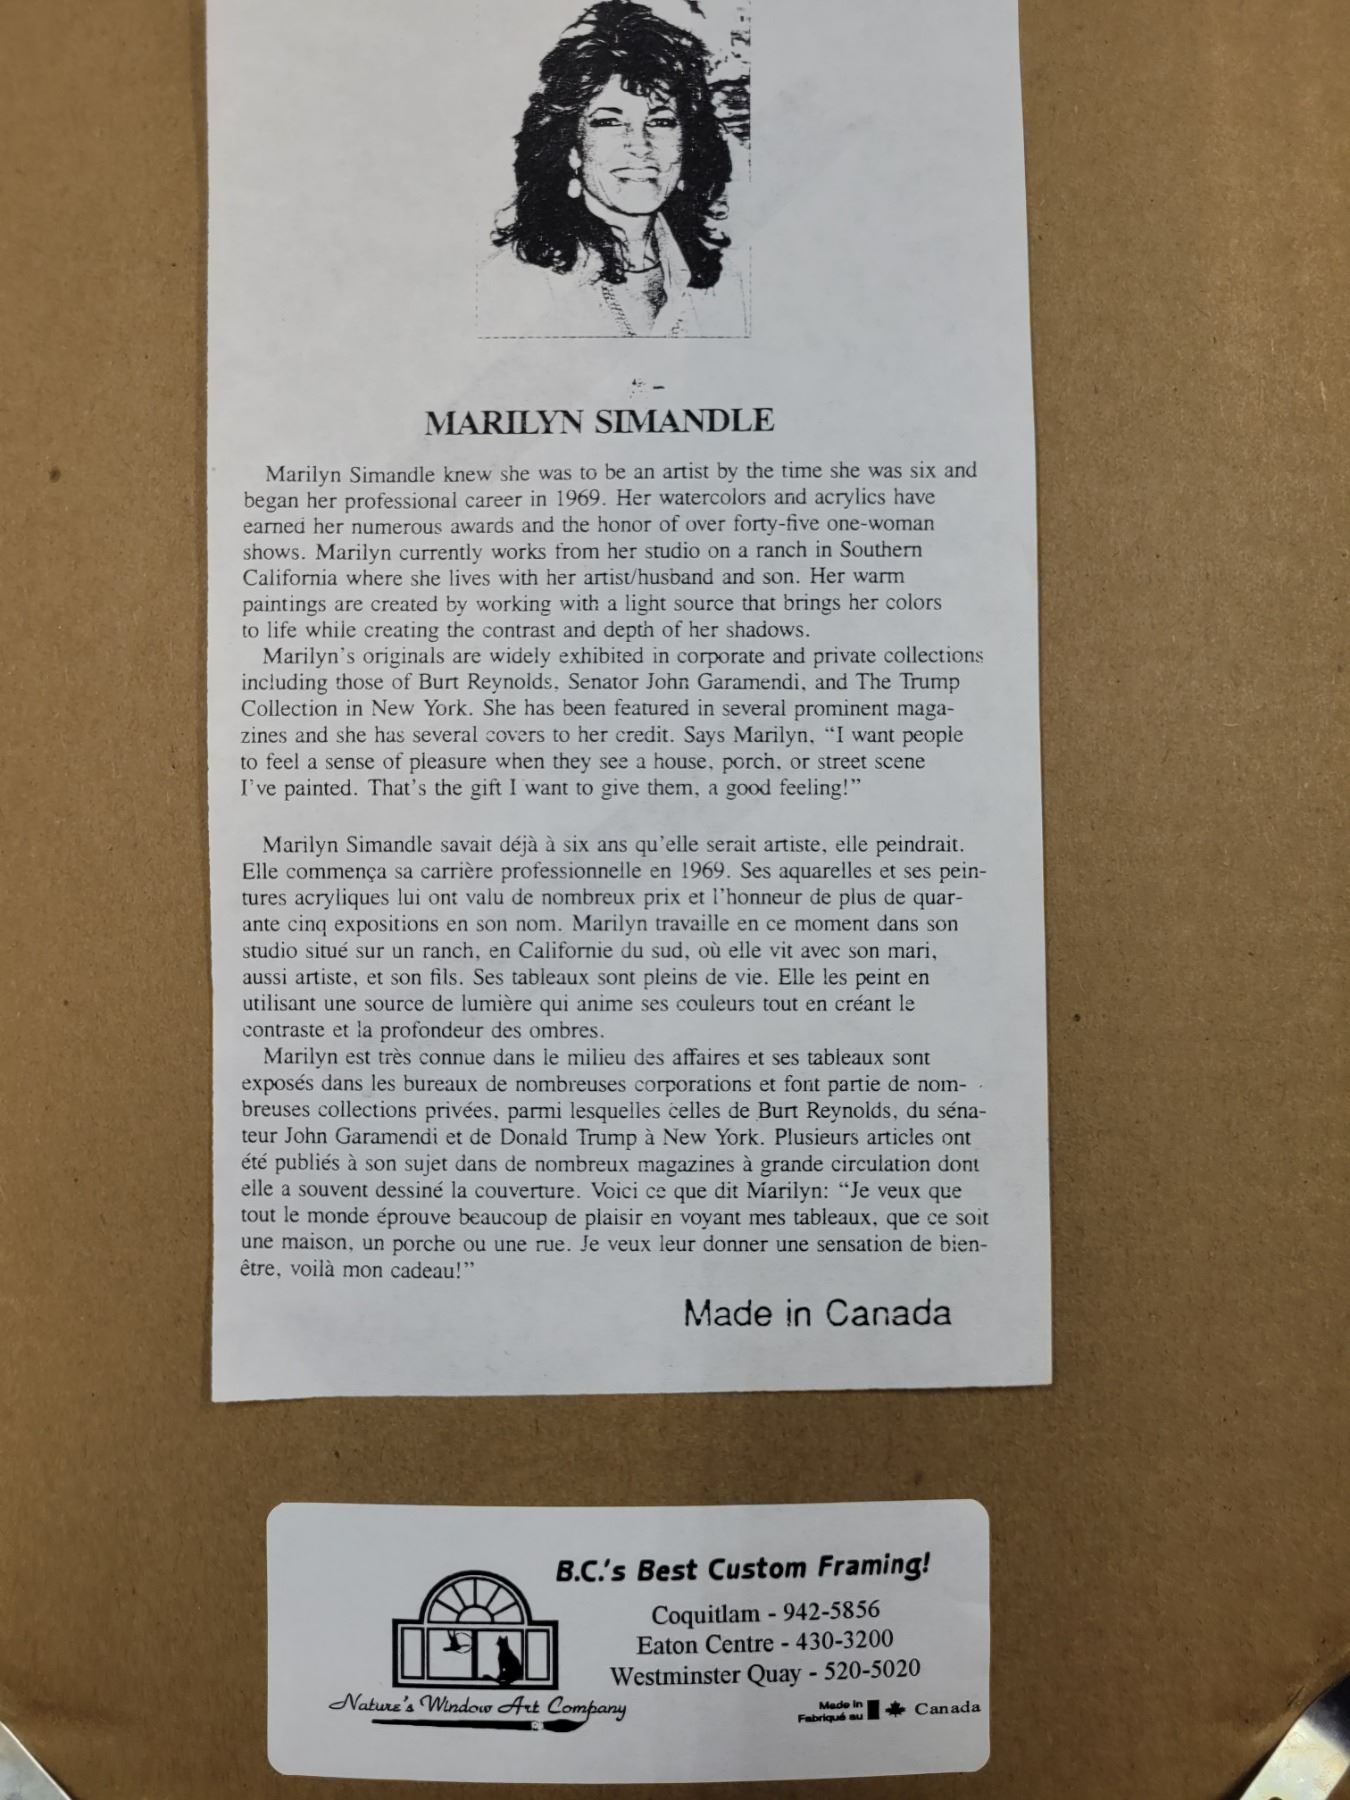 MARILYN SIMANDLE
Marilyn Simandle knew she was to be an artist by the time she was six and
began her professional career in 1969. Her watercolors and acrylics have
earned her numerous awards and the honor of over forty-five one-woman
shows. Marilyn currently works from her studio on a ranch in Southern
California where she lives with her artist/husband and son. Her warm
paintings are created by working with a light source that brings her colors
to life while creating the contrast and depth of her shadows.
Marilyn's originals are widely exhibited in corporate and private collections
including those of Burt Reynolds, Senator John Garamendi, and The Trump
Collection in New York. She has been featured in several prominent maga-
zines and she has several covers to her credit. Says Marilyn, “I want people
to feel a sense of pleasure when they see a house, porch, or street scene
I've painted. That's the gift I want to give them, a good feeling!”
Marilyn Simandle savait déjà à six ans qu'elle serait artiste, elle peindrait.
Elle commença sa carrière professionnelle en 1969. Ses aquarelles et ses pein-
tures acryliques lui ont valu de nombreux prix et l'honneur de plus de quar-
ante cinq expositions en son nom. Marilyn travaille en ce moment dans son
studio situé sur un ranch, en Californie du sud, où elle vit avec son mari,
aussi artiste, et son fils. Ses tableaux sont pleins de vie. Elle les peint en
utilisant une source de lumière qui anime ses couleurs tout en créant le
contraste et la profondeur des ombres.
Marilyn est très connue dans le milieu des affaires et ses tableaux sont
exposés dans les bureaux de nombreuses corporations et font partie de nom-
breuses collections privées, parmi lesquelles celles de Burt Reynolds, du séna-
teur John Garamendi et de Donald Trump à New York. Plusieurs articles ont
été publiés à son sujet dans de nombreux magazines à grande circulation dont
elle a souvent dessiné la couverture. Voici ce que dit Marilyn: “Je veux que
tout le monde éprouve beaucoup de plaisir en voyant mes tableaux, que ce soit
une maison, un porche ou une rue. Je veux leur donner une sensation de bien-
être, voilà mon cadeau!”
Made in Canada
B.C.'s Best Custom Framing!
Coquitlam - 942-5856
Eaton Centre - 430-3200
Westminster Quay - 520-5020
Nature's Window Art Company
Made in
Fabriqué au
Canada